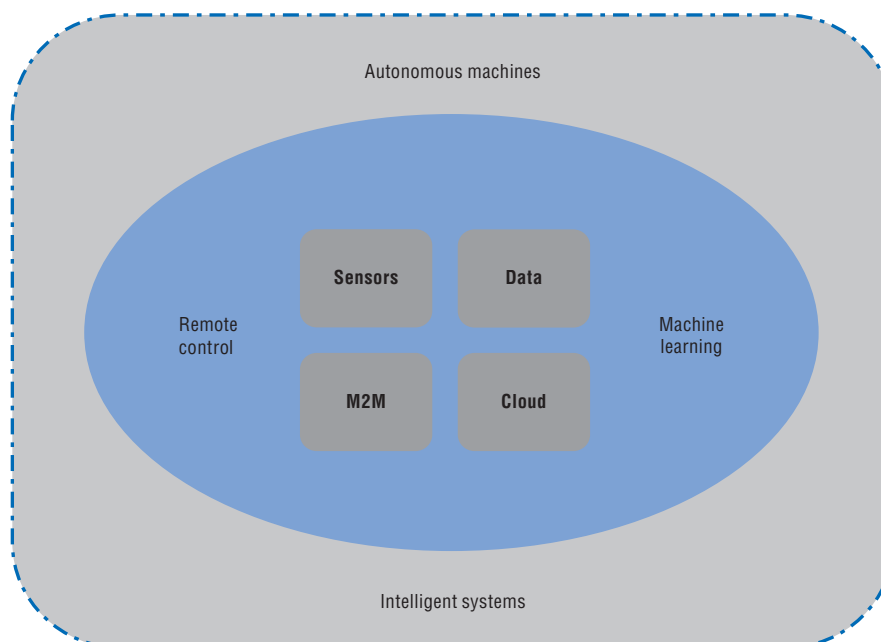 Autonomous machines
Sensors
Data
Remote
control
Machine
learning
M2M
Cloud
Intelligent systems